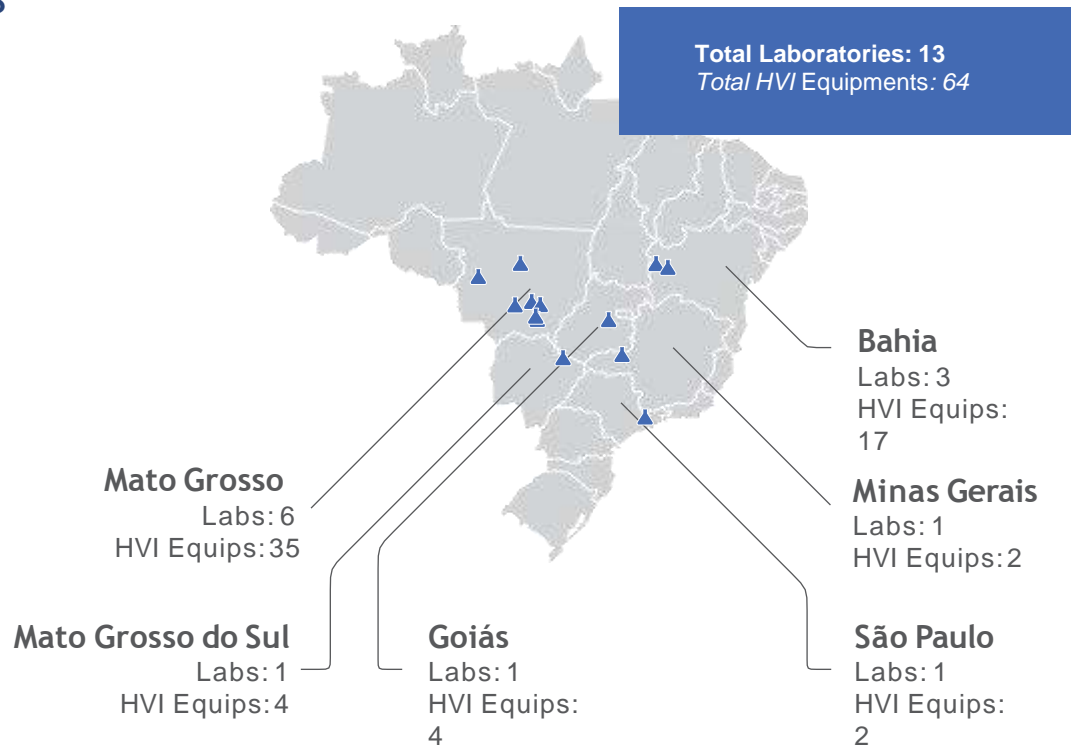 Total Laboratories: 13
Total HVI Equipments: 64
Bahia
Labs: 3
HVI Equips:
17
Mato Grosso
Labs: 6
HVI Equips: 35
Minas Gerais
Labs: 1
HVI Equips: 2
Mato Grosso do Sul
Labs: 1
HVI Equips: 4
Goiás
Labs: 1
HVI Equips:
4
São Paulo
Labs: 1
HVI Equips:
2